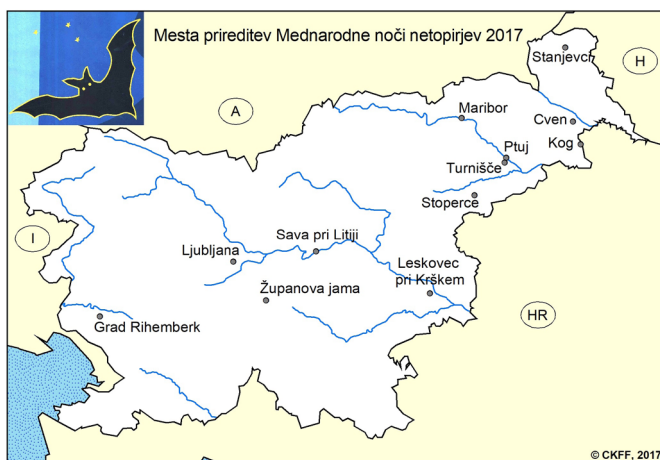 Mesta prireditev Mednarodne noči netopirjev 2017
Stanjevci
H
A
Maribor
Cven
Ptuj
Kog
Turnišče
Stoperce
I
Sava pri Litiji
Ljubljana
Leskovec
pri Krškem
Županova jama
HR
Grad Rihemberk
© CKFF, 2017